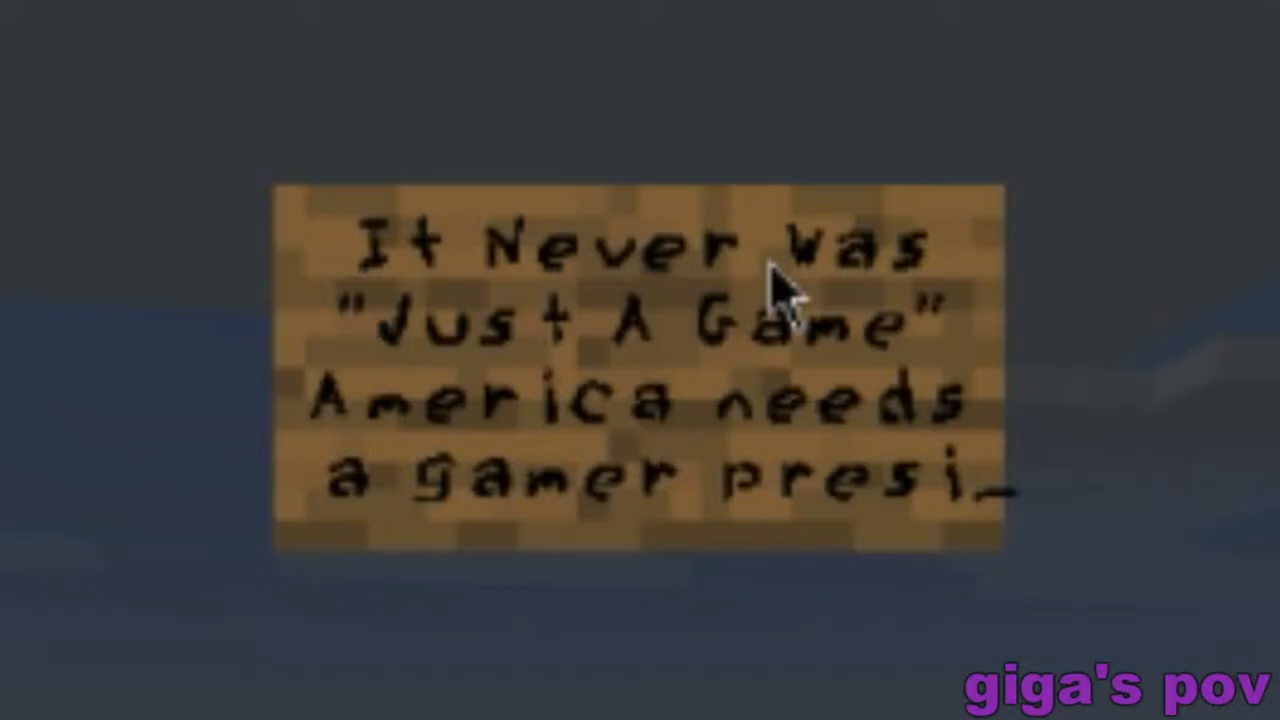 It Never Was
"Just A Game"
America needs
a gamer presi_
giga's pov